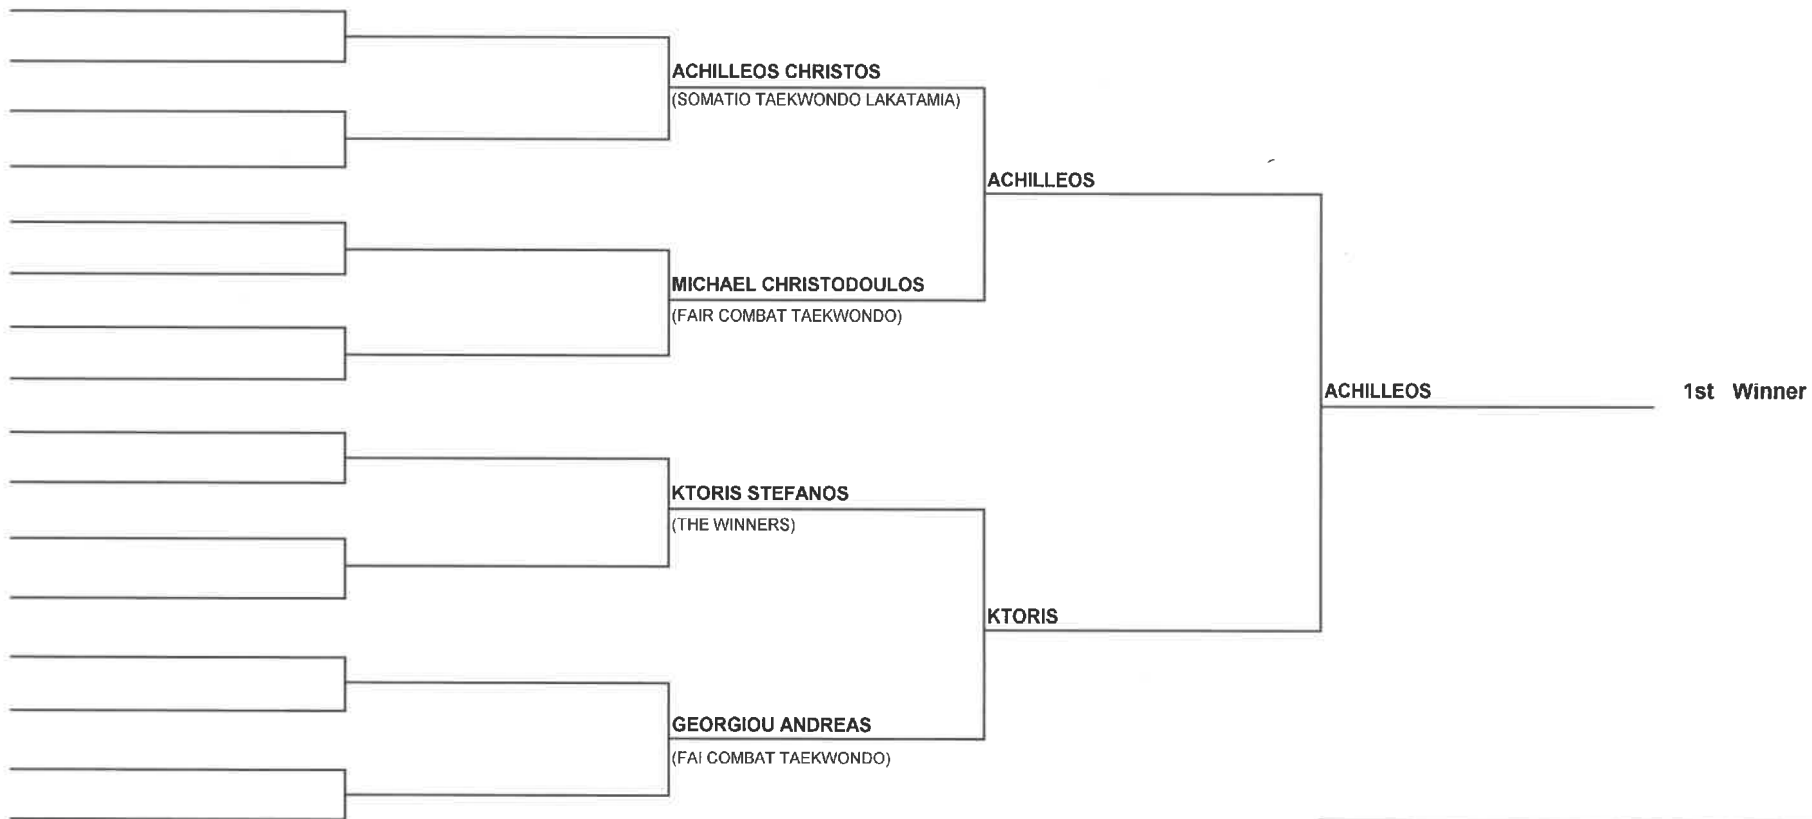 ACHILLEOS CHRISTOS
(SOMATIO TAEKWONDO LAKATAMIA)
ACHILLEOS
MICHAEL CHRISTODOULOS
(FAIR COMBAT TAEKWONDO)
ACHILLEOS 1st Winner
KTORIS STEFANOS
(THE WINNERS)
KTORIS
GEORGIOU ANDREAS
(FAI COMBAT TAEKWONDO)